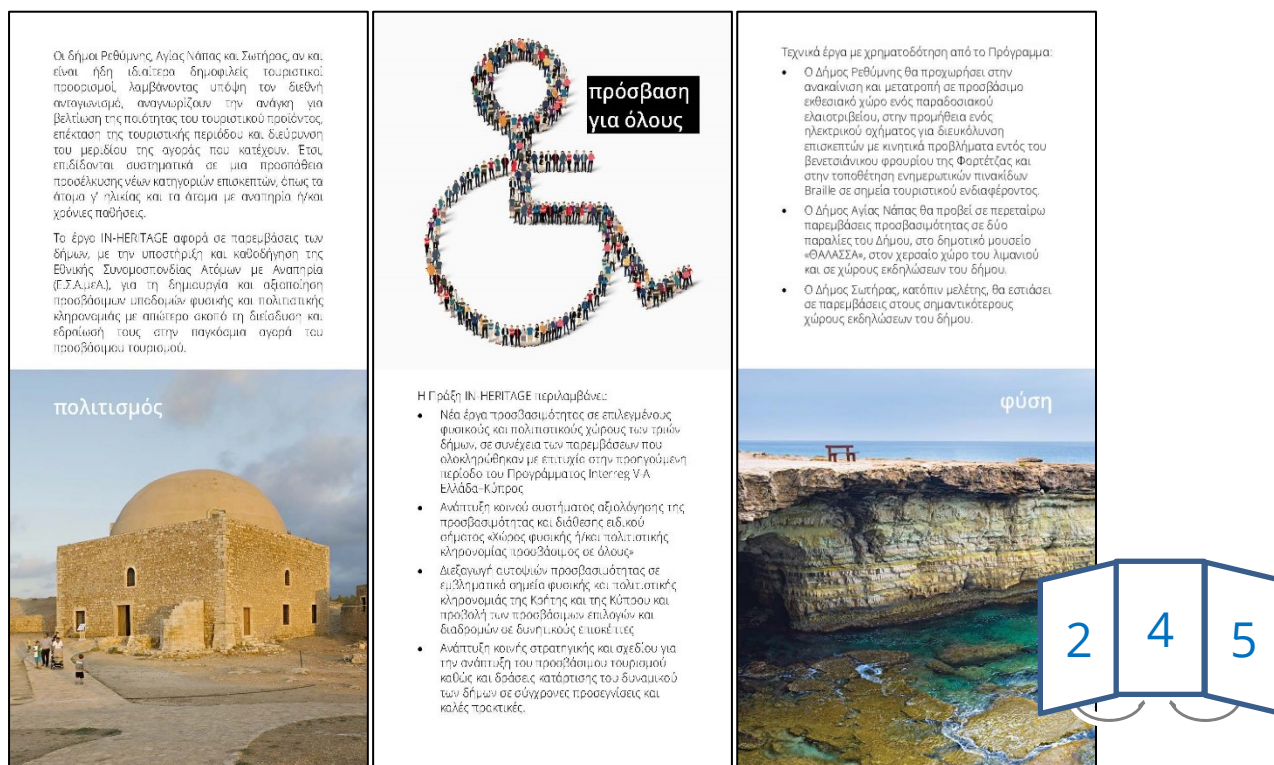 Οι δήμοι Ρεθύμνης, Αγίας Νάπας και Σωτήρας, αν και
είναι ήδη ιδιαίτερα δημοφιλείς τουριστικοί
προορισμοί, λαμβάνοντας υπόψη τον διεθνή
ανταγωνισμό, αναγνωρίζουν την ανάγκη για
βελτίωση της ποιότητας του τουριστικού προϊόντος,
επέκταση της τουριστικής περιόδου και διεύρυνση
του μεριδίου της αγοράς που κατέχουν. Έτσι,
επιδίδονται συστηματικά σε μια προσπάθεια
προσέλκυσης νέων κατηγοριών επισκεπτών, όπως τα
άτομα γ’ ηλικίας και τα άτομα με αναπηρία ή/και
χρόνιες παθήσεις.
Το έργο IN-HERITAGE αφορά σε παρεμβάσεις των
δήμων, με την υποστήριξη και καθοδήγηση της
Εθνικής Συνομοσπονδίας Ατόμων με Αναπηρία
(Ε.Σ.Α.μεΑ.), για τη δημιουργία και αξιοποίηση
προσβάσιμων υποδομών φυσικής και πολιτιστικής
κληρονομιάς με απώτερο σκοπό τη διείσδυση και
εδραίωσή τους στην παγκόσμια αγορά του
προσβάσιμου τουρισμού.
πολιτισμός
πρόσβαση
για όλους
Η Πράξη IN-HERITAGE περιλαμβάνει:
• Νέα έργα προσβασιμότητας σε επιλεγμένους
φυσικούς και πολιτιστικούς χώρους των τριών
δήμων, σε συνέχεια των παρεμβάσεων που
ολοκληρώθηκαν με επιτυχία στην προηγούμενη
περίοδο του Προγράμματος Interreg V-A
Ελλάδα–Κύπρος
• Ανάπτυξη κοινού συστήματος αξιολόγησης της
προσβασιμότητας και διάθεσης ειδικού
σήματος «Χώρος φυσικής ή/και πολιτιστικής
κληρονομίας προσβάσιμος σε όλους»
• Διεξαγωγή αυτοψιών προσβασιμότητας σε
εμβληματικά σημεία φυσικής και πολιτιστικής
κληρονομιάς της Κρήτης και της Κύπρου και
προβολή των προσβάσιμων επιλογών και
διαδρομών σε δυνητικούς επισκέπτες
• Ανάπτυξη κοινής στρατηγικής και σχεδίου για
την ανάπτυξη του προσβάσιμου τουρισμού
καθώς και δράσεις κατάρτισης του δυναμικού
των δήμων σε σύγχρονες προσεγγίσεις και
καλές πρακτικές.
Τεχνικά έργα με χρηματοδότηση από το Πρόγραμμα:
• Ο Δήμος Ρεθύμνης θα προχωρήσει στην
ανακαίνιση και μετατροπή σε προσβάσιμο
εκθεσιακό χώρο ενός παραδοσιακού
ελαιοτριβείου, στην προμήθεια ενός
ηλεκτρικού οχήματος για διευκόλυνση
επισκεπτών με κινητικά προβλήματα εντός του
βενετσιάνικου φρουρίου της Φορτέτζας και
στην τοποθέτηση ενημερωτικών πινακίδων
Braille σε σημεία τουριστικού ενδιαφέροντος.
• Ο Δήμος Αγίας Νάπας θα προβεί σε περεταίρω
παρεμβάσεις προσβασιμότητας σε δύο
παραλίες του Δήμου, στο δημοτικό μουσείο
«ΘΑΛΑΣΣΑ», στον χερσαίο χώρο του λιμανιού
και σε χώρους εκδηλώσεων του δήμου.
• Ο Δήμος Σωτήρας, κατόπιν μελέτης, θα εστιάσει
σε παρεμβάσεις στους σημαντικότερους
χώρους εκδηλώσεων του δήμου.
φύση
2 4 5